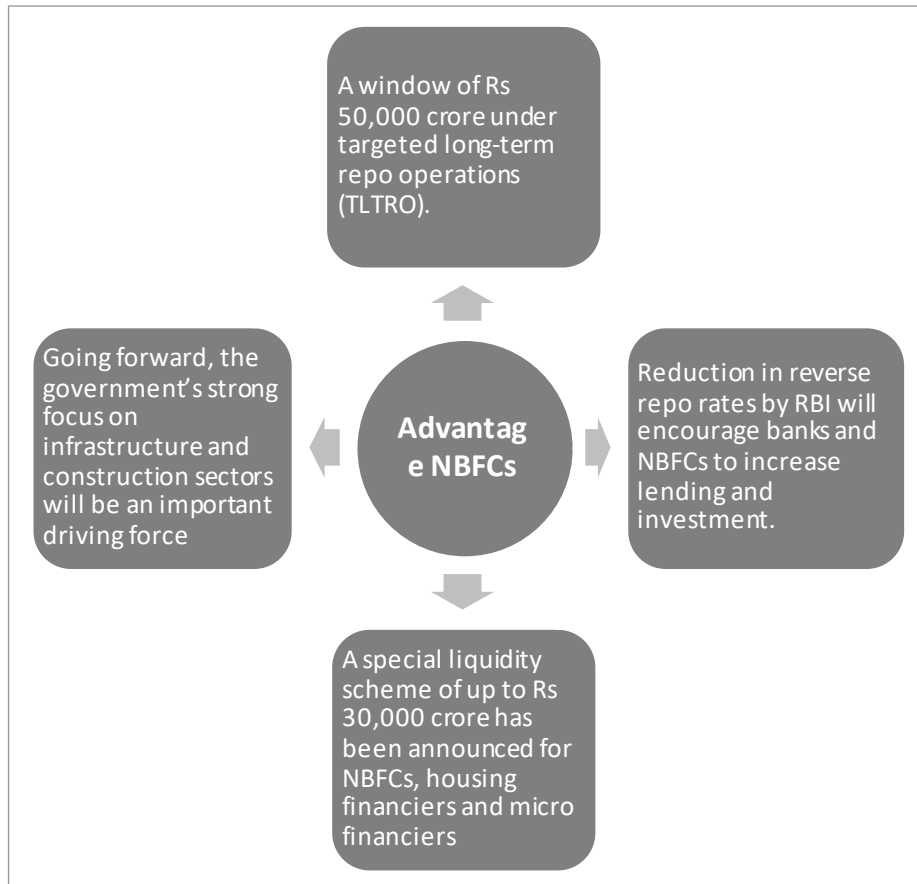 A window of Rs
50,000 crore under
targeted long-term
repo operations
(TLTRO).
Going forward, the
government's strong
focus on
infrastructure and
construction sectors
will be an important
driving force
Advantag
e NBFCs
Reduction in reverse
repo rates by RBI will
encourage banks and
NBFCs to increase
lending and
investment.
A special liquidity
scheme of up to Rs
30,000 crore has
been announced for
NBFCs, housing
financiers and micro
financiers